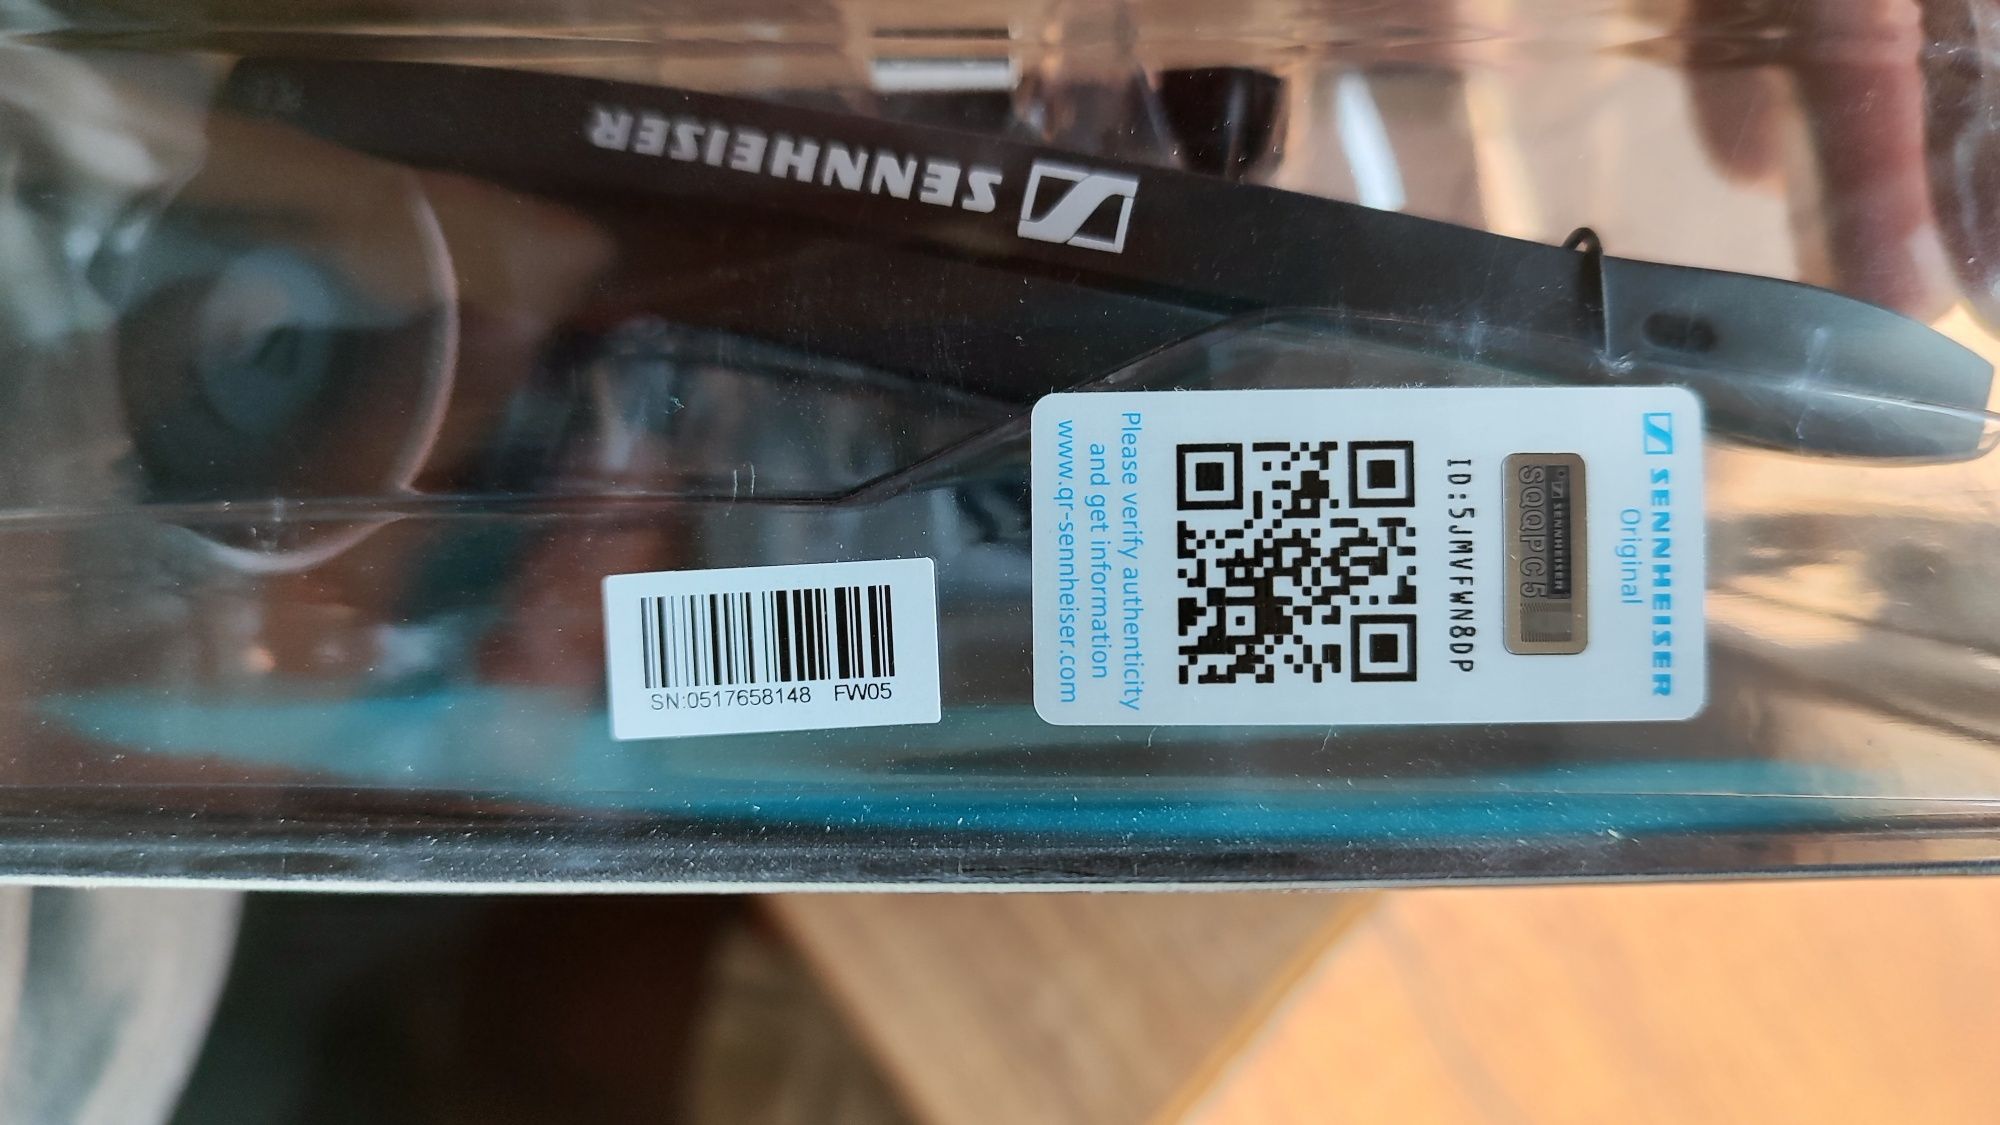 SENNHEISER
SENNHEISER
Original
SENNHEISER
SQQPC5
ID:5JMVFWN8DP
Please verify authenticity
and get information
www.qr-sennheiser.com
SN:0517658148 FW05